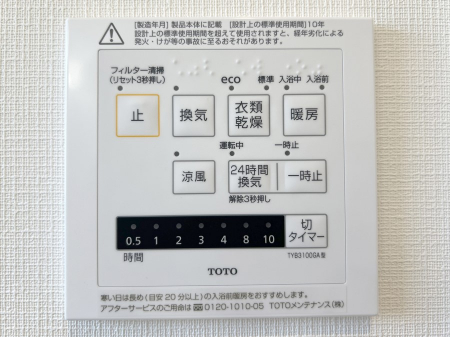 [製造年月] 製品本体に記載 [設計上の標準使用期間]10年
設計上の標準使用期間を超えて使用されますと、経年劣化による
発火・けが等の事故に至るおそれがあります。
フィルター清掃
(リセット3秒押し)
eco 標準 入浴中 入浴前
止 換気 衣類乾燥 暖房
運転中 一時止
涼風 24時間換気 一時止
解除3秒押し
0.5 1 2 3 4 6 8 10 切タイマー
時間
TYB3100GA型
TOTO
寒い日は長め(目安20分以上)の入浴前暖房をおすすめします。
アフターサービスのご用命は 0120-1010-05 TOTOメンテナンス(株)